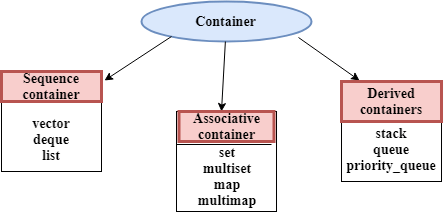 Container
Sequence
container
vector
deque
list
Associative
container
set
multiset
map
multimap
Derived
containers
stack
queue
priority_queue